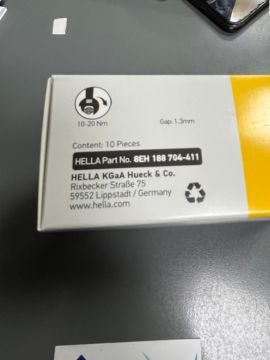 10-20 Nm
Gap: 1.3mm
Content: 10 Pieces
HELLA Part No. 8EH 188 704-411
HELLA KGaA Hueck & Co.
Rixbecker Straße 75
59552 Lippstadt / Germany
www.hella.com